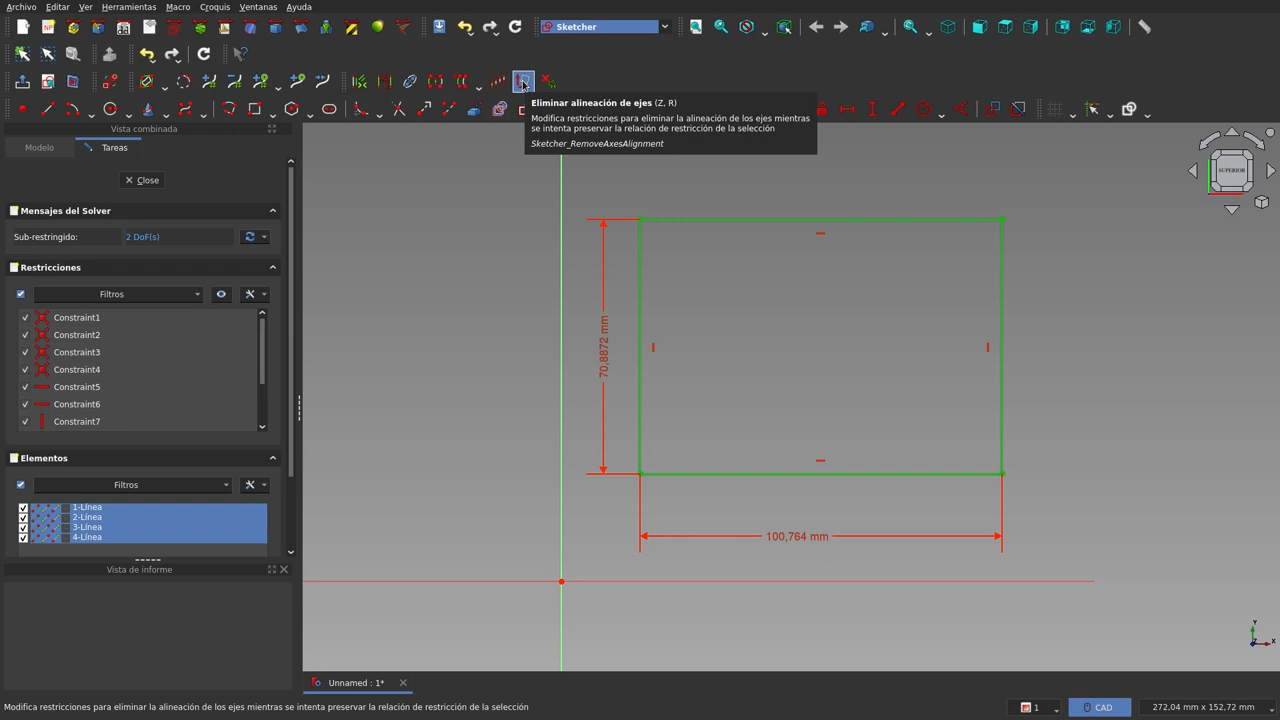 Archivo Editar Ver Herramientas Macro Croquis Ventanas Ayuda
Sketcher
Eliminar alineación de ejes (Z, R)
Modifica restricciones para eliminar la alineación de los ejes mientras
se intenta preservar la relación de restricción de la selección
Sketcher_RemoveAxesAlignment
Vista combinada
Modelo Tareas
Close
Mensajes del Solver
Sub-restringido: 2 DoF(s)
Restricciones
Filtros
Constraint1
Constraint2
Constraint3
Constraint4
Constraint5
Constraint6
Constraint7
Elementos
Filtros
1-Línea
2-Línea
3-Línea
4-Línea
Vista de informe
SUPERIOR
70,8872 mm
100,764 mm
Y
Z
X
Unnamed : 1*
Modifica restricciones para eliminar la alineación de los ejes mientras se intenta preservar la relación de restricción de la selección
1 CAD 272,04 mm x 152,72 mm